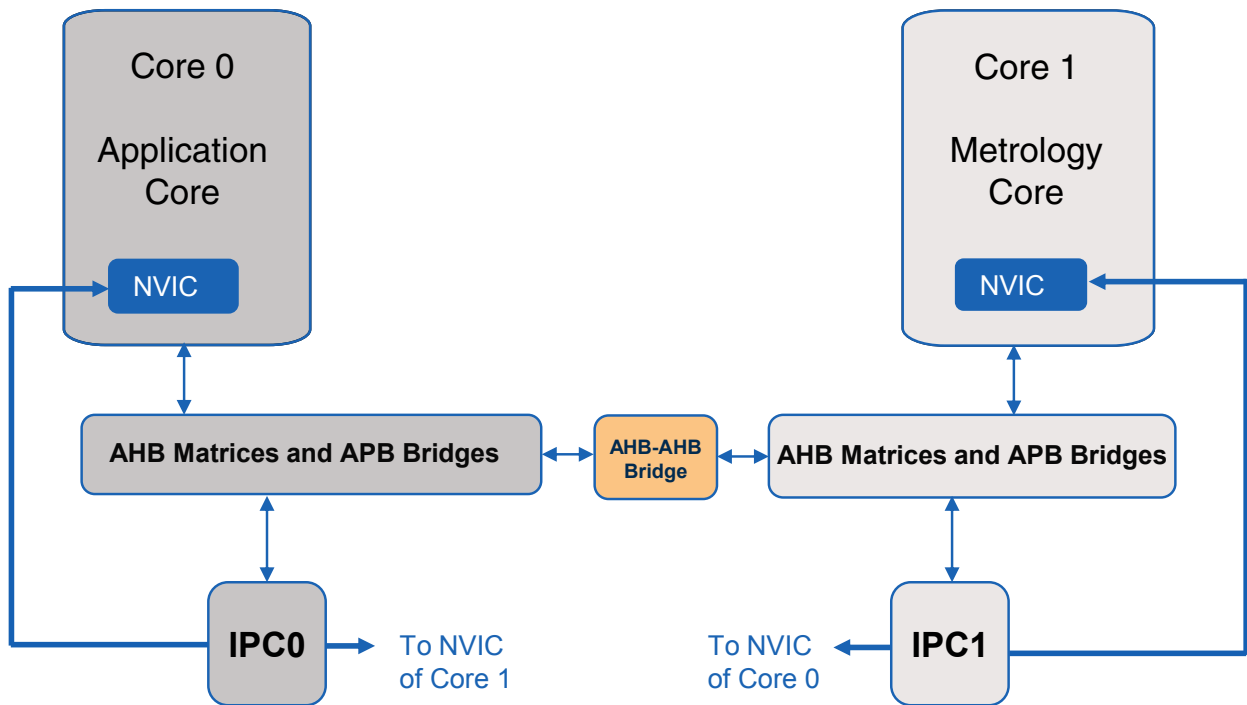 Core 0
Application
Core
NVIC
Core 1
Metrology
Core
NVIC
AHB Matrices and APB Bridges
AHB-AHB
Bridge
AHB Matrices and APB Bridges
IPC0
To NVIC
of Core 1
To NVIC
of Core 0
IPC1